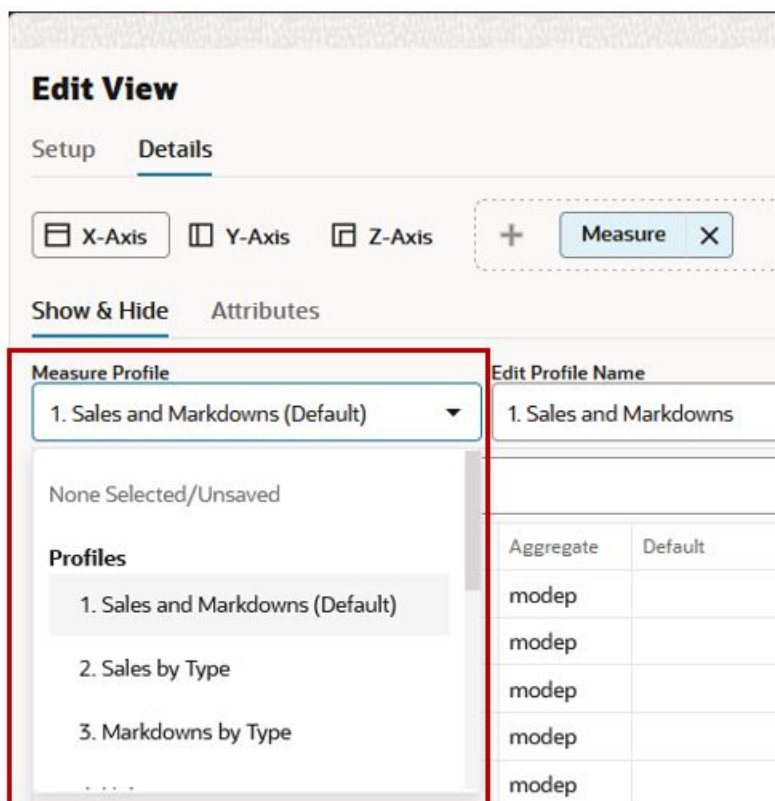 Edit View
Setup Details
X-Axis Y-Axis Z-Axis + Measure X
Show & Hide Attributes
Measure Profile Edit Profile Name
1. Sales and Markdowns (Default) 1. Sales and Markdowns
None Selected/Unsaved
Aggregate Default
Profiles
1. Sales and Markdowns (Default) modep
modep
2. Sales by Type
modep
3. Markdowns by Type modep
modep